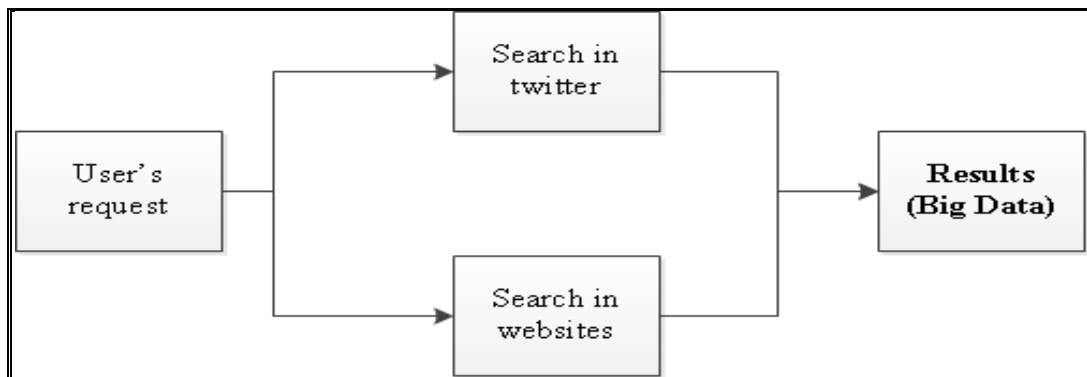 Search in
twitter
User's
request
Results
(Big Data)
Search in
websites